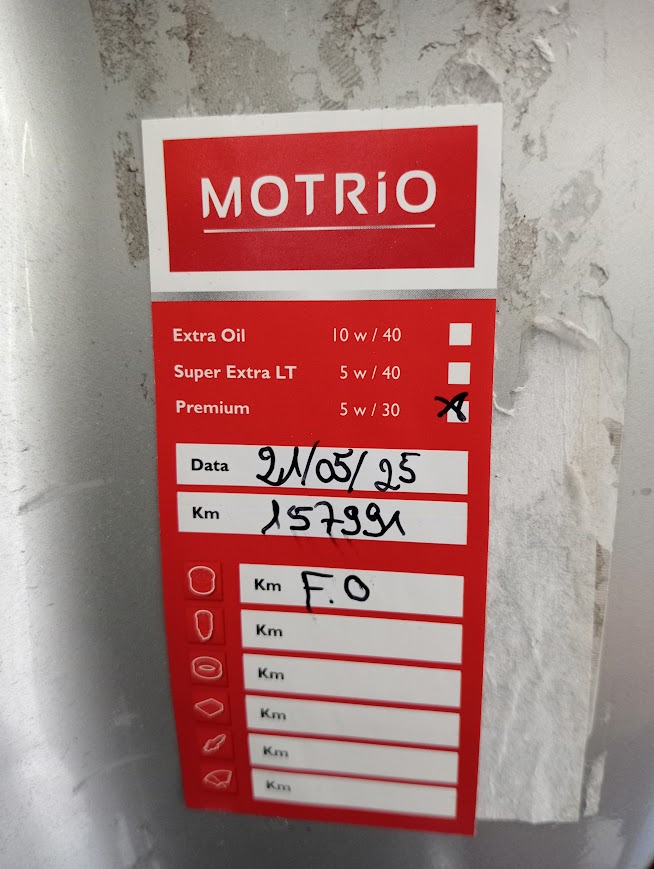 MOTRiO
Extra Oil 10 w / 40
Super Extra LT 5 w / 40
Premium 5 w / 30 X
Data 21/05/25
Km 157991
Km F.O
Km
Km
Km
Km
Km